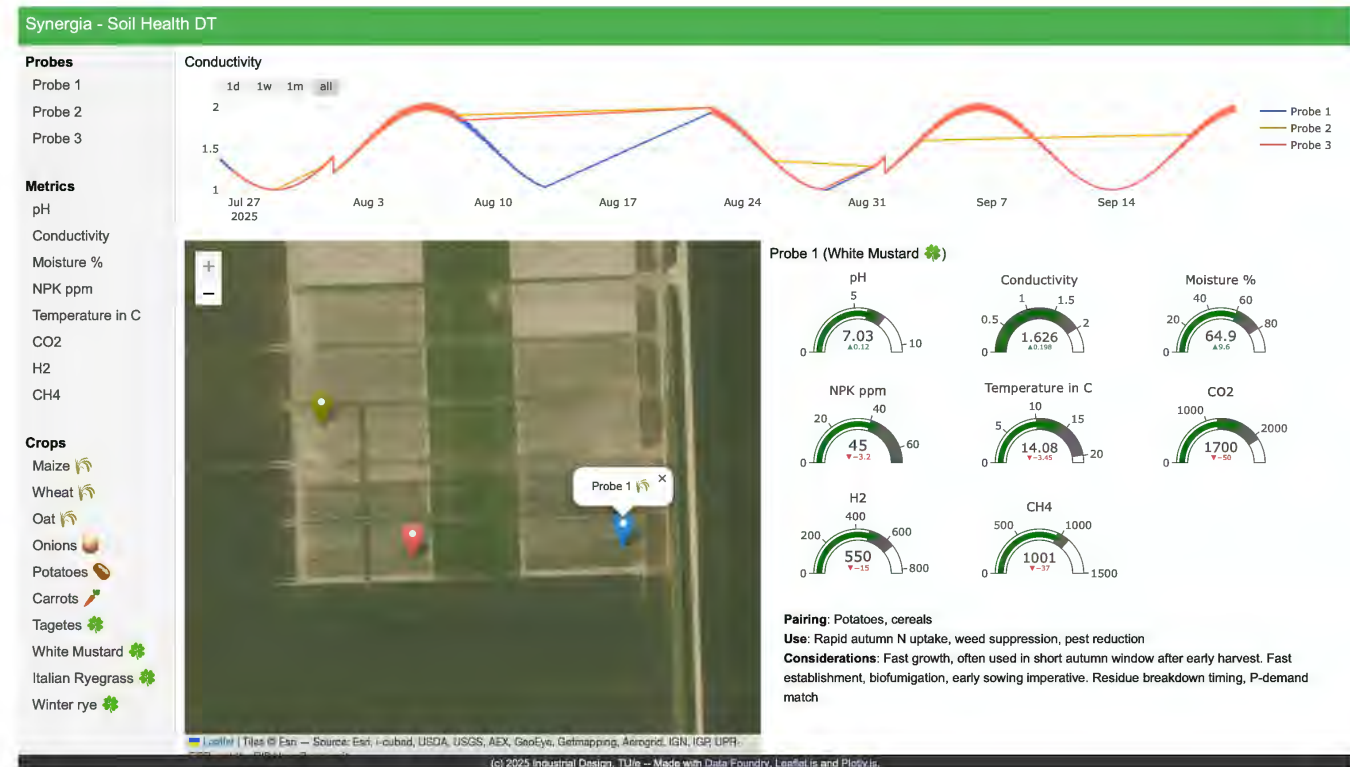 Synergia - Soil Health DT
Probes
Probe 1
Probe 2
Probe 3
Metrics
pH
Conductivity
Moisture %
NPK ppm
Temperature in C
CO2
H2
CH4
Crops
Maize
Wheat
Oat
Onions
Potatoes
Carrots
Tagetes
White Mustard
Italian Ryegrass
Winter rye
Conductivity
1d 1w 1m all
2
1.5
1
Jul 27 Aug 3 Aug 10 Aug 17 Aug 24 Aug 31 Sep 7 Sep 14
2025
Probe 1
Probe 2
Probe 3
+
−
Probe 1 ×
Leaflet | Tiles © Esri — Source: Esri, i-cubed, USDA, USGS, AEX, GeoEye, Getmapping, Aerogrid, IGN, IGP, UPR-
Probe 1 (White Mustard )
pH
0 5 10
7.03
▲0.12
Conductivity
0 0.5 1 1.5 2
1.626
▲0.198
Moisture %
0 20 40 60 80
64.9
▲9.6
NPK ppm
0 20 40 60
45
▼−3.2
Temperature in C
0 5 10 15 20
14.08
▼−3.45
CO2
0 1000 2000
1700
▼−50
H2
0 200 400 600 800
550
▼−15
CH4
0 500 1000 1500
1001
▼−37
Pairing: Potatoes, cereals
Use: Rapid autumn N uptake, weed suppression, pest reduction
Considerations: Fast growth, often used in short autumn window after early harvest. Fast
establishment, biofumigation, early sowing imperative. Residue breakdown timing, P-demand
match
(c) 2025 Industrial Design, TU/e -- Made with Data Foundry, Leaflet.js and Plotly.js.